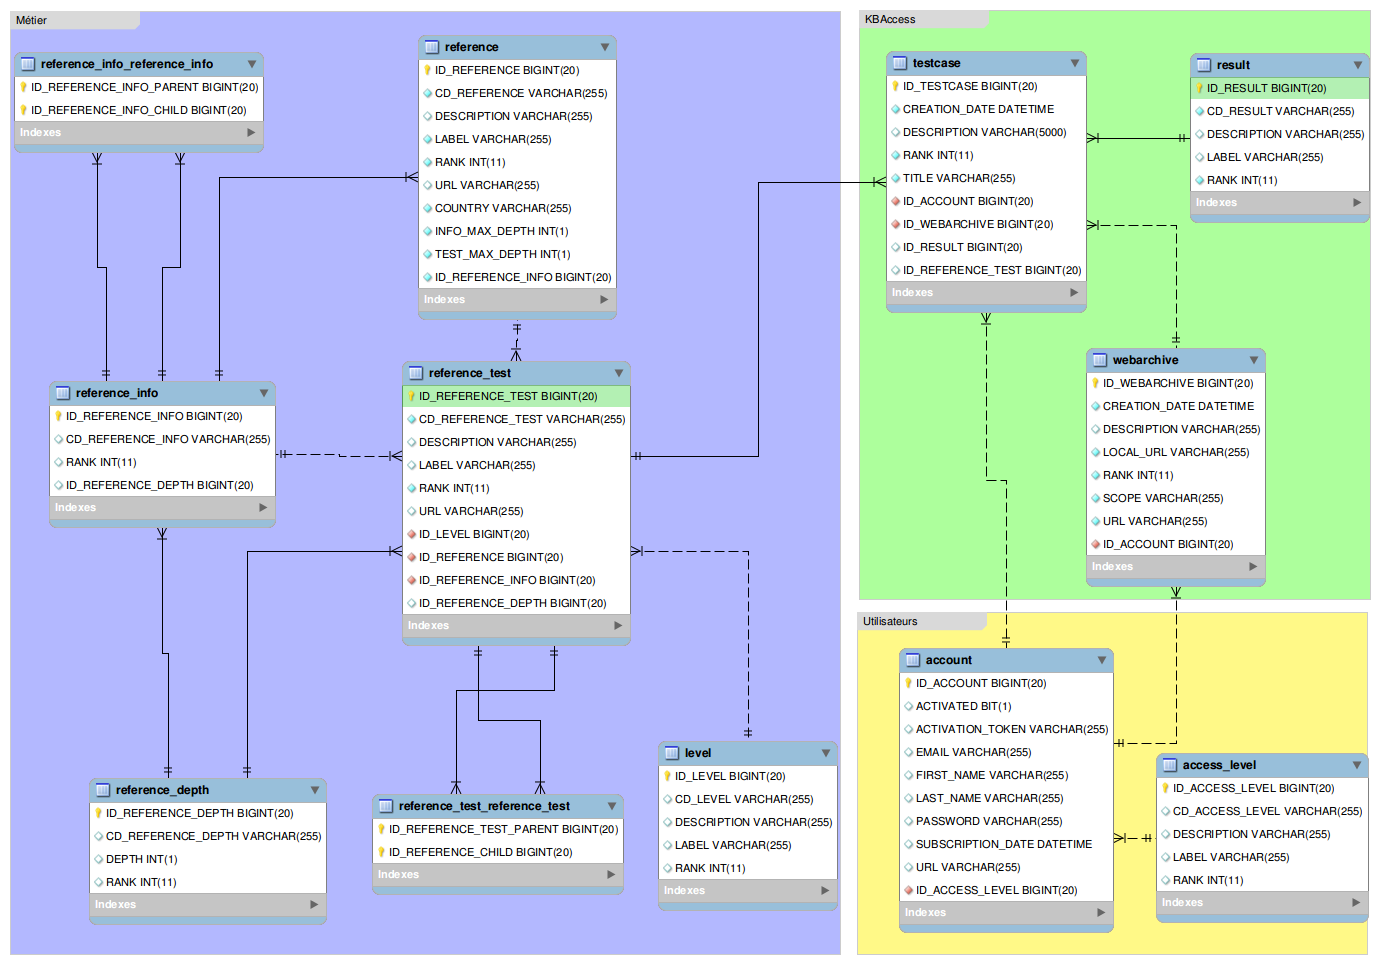 Métier
reference_info_reference_info
ID_REFERENCE_INFO_PARENT BIGINT(20)
ID_REFERENCE_INFO_CHILD BIGINT(20)
Indexes
reference
ID_REFERENCE BIGINT(20)
CD_REFERENCE VARCHAR(255)
DESCRIPTION VARCHAR(255)
LABEL VARCHAR(255)
RANK INT(11)
URL VARCHAR(255)
COUNTRY VARCHAR(255)
INFO_MAX_DEPTH INT(1)
TEST_MAX_DEPTH INT(1)
ID_REFERENCE_INFO BIGINT(20)
Indexes
reference_info
ID_REFERENCE_INFO BIGINT(20)
CD_REFERENCE_INFO VARCHAR(255)
RANK INT(11)
ID_REFERENCE_DEPTH BIGINT(20)
Indexes
reference_test
ID_REFERENCE_TEST BIGINT(20)
CD_REFERENCE_TEST VARCHAR(255)
DESCRIPTION VARCHAR(255)
LABEL VARCHAR(255)
RANK INT(11)
URL VARCHAR(255)
ID_LEVEL BIGINT(20)
ID_REFERENCE BIGINT(20)
ID_REFERENCE_INFO BIGINT(20)
ID_REFERENCE_DEPTH BIGINT(20)
Indexes
reference_depth
ID_REFERENCE_DEPTH BIGINT(20)
CD_REFERENCE_DEPTH VARCHAR(255)
DEPTH INT(1)
RANK INT(11)
Indexes
reference_test_reference_test
ID_REFERENCE_TEST_PARENT BIGINT(20)
ID_REFERENCE_CHILD BIGINT(20)
Indexes
level
ID_LEVEL BIGINT(20)
CD_LEVEL VARCHAR(255)
DESCRIPTION VARCHAR(255)
LABEL VARCHAR(255)
RANK INT(11)
Indexes
KBAccess
testcase
ID_TESTCASE BIGINT(20)
CREATION_DATE DATETIME
DESCRIPTION VARCHAR(5000)
RANK INT(11)
TITLE VARCHAR(255)
ID_ACCOUNT BIGINT(20)
ID_WEBARCHIVE BIGINT(20)
ID_RESULT BIGINT(20)
ID_REFERENCE_TEST BIGINT(20)
Indexes
result
ID_RESULT BIGINT(20)
CD_RESULT VARCHAR(255)
DESCRIPTION VARCHAR(255)
LABEL VARCHAR(255)
RANK INT(11)
Indexes
webarchive
ID_WEBARCHIVE BIGINT(20)
CREATION_DATE DATETIME
DESCRIPTION VARCHAR(255)
LOCAL_URL VARCHAR(255)
RANK INT(11)
SCOPE VARCHAR(255)
URL VARCHAR(255)
ID_ACCOUNT BIGINT(20)
Indexes
Utilisateurs
account
ID_ACCOUNT BIGINT(20)
ACTIVATED BIT(1)
ACTIVATION_TOKEN VARCHAR(255)
EMAIL VARCHAR(255)
FIRST_NAME VARCHAR(255)
LAST_NAME VARCHAR(255)
PASSWORD VARCHAR(255)
SUBSCRIPTION_DATE DATETIME
URL VARCHAR(255)
ID_ACCESS_LEVEL BIGINT(20)
Indexes
access_level
ID_ACCESS_LEVEL BIGINT(20)
CD_ACCESS_LEVEL VARCHAR(255)
DESCRIPTION VARCHAR(255)
LABEL VARCHAR(255)
RANK INT(11)
Indexes